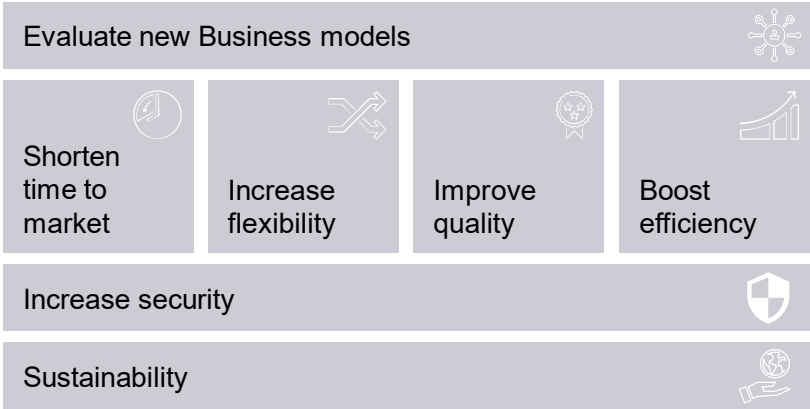 Evaluate new Business models
Shorten
time to
market
Increase
flexibility
Improve
quality
Boost
efficiency
Increase security
Sustainability